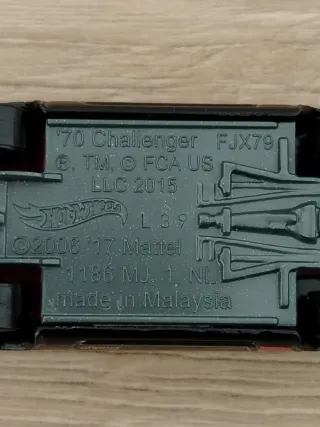 '70 Challenger FJX79
®, TM, © FCA US
LLC 2015
HOT WHEELS L 39
©2006 '17 Mattel
1186 MJ, 1, NL
made in Malaysia